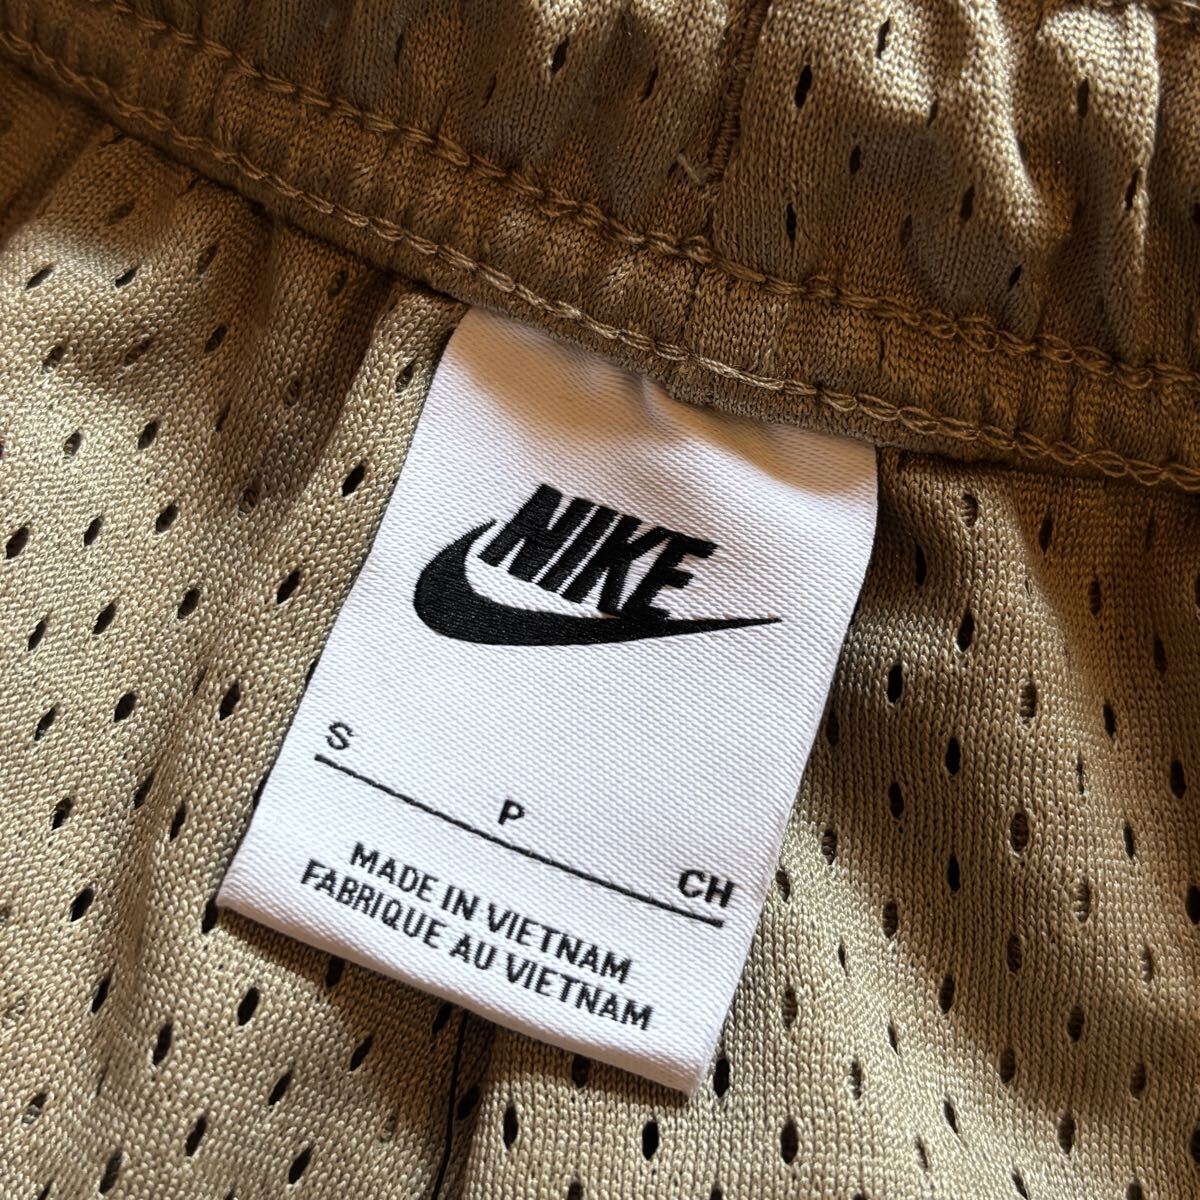 NIKE
S
P
CH
MADE IN VIETNAM
FABRIQUE AU VIETNAM